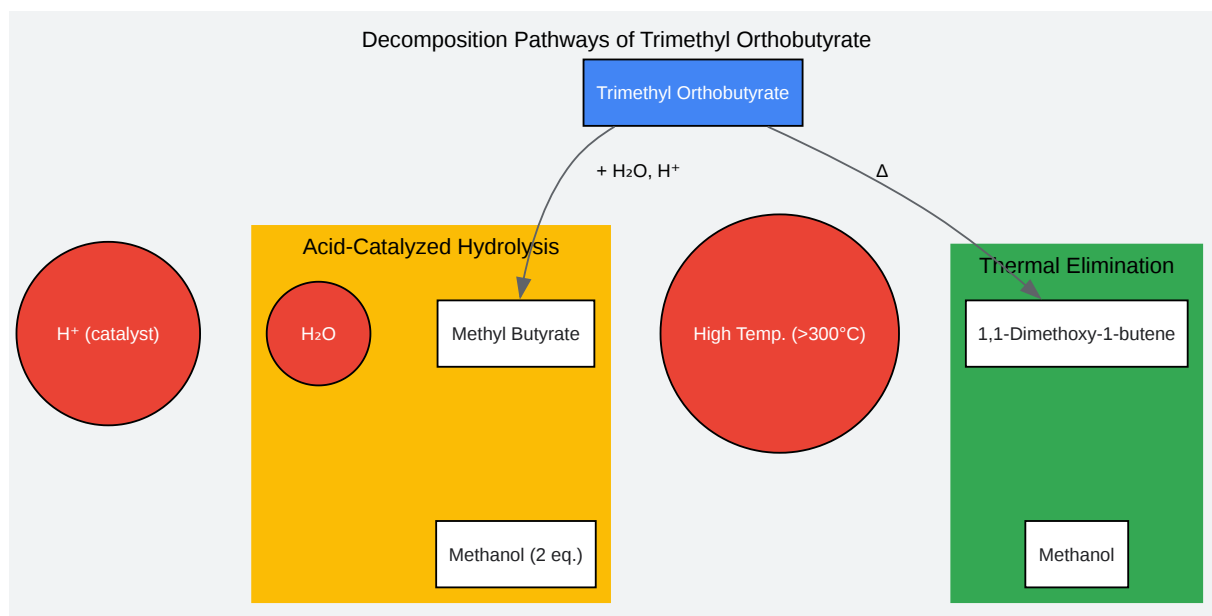 Decomposition Pathways of Trimethyl Orthobutyrate
Trimethyl Orthobutyrate
+ H₂O, H⁺
Δ
Acid-Catalyzed Hydrolysis
Thermal Elimination
H⁺ (catalyst)
H₂O
Methyl Butyrate
High Temp. (>300°C)
1,1-Dimethoxy-1-butene
Methanol (2 eq.)
Methanol